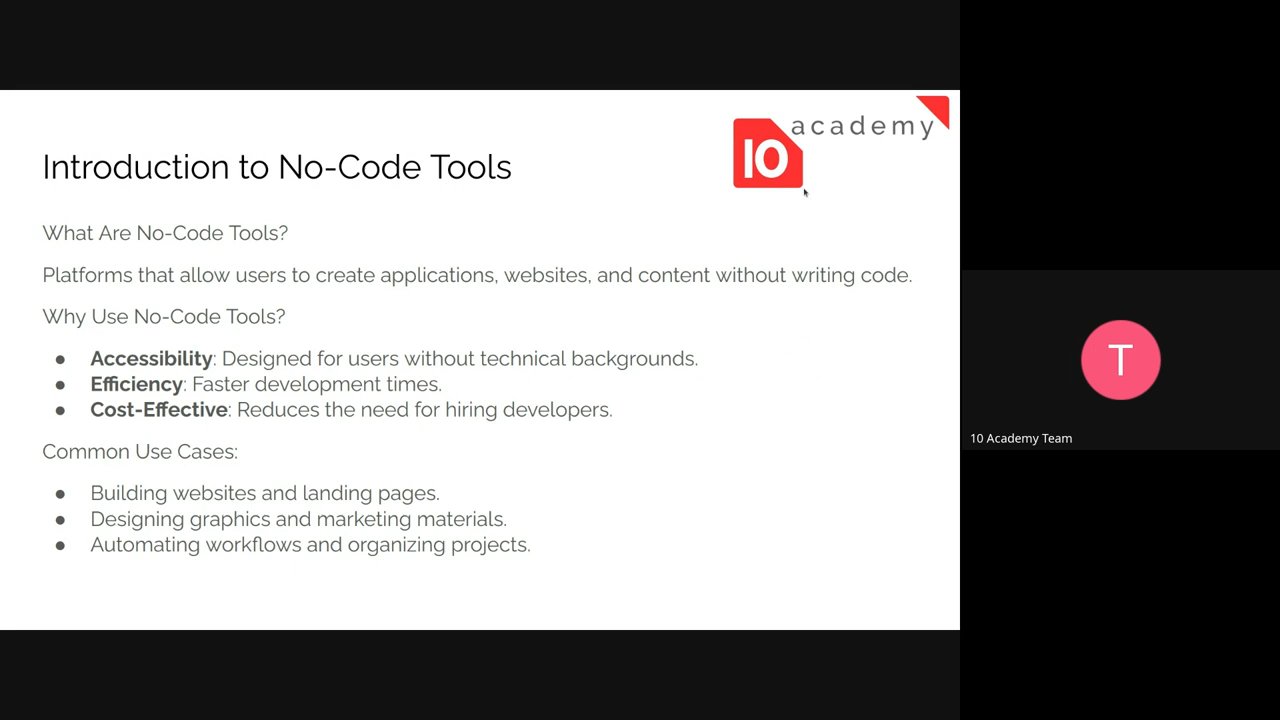 academy
10
Introduction to No-Code Tools
What Are No-Code Tools?
Platforms that allow users to create applications, websites, and content without writing code.
Why Use No-Code Tools?
● Accessibility: Designed for users without technical backgrounds.
● Efficiency: Faster development times.
● Cost-Effective: Reduces the need for hiring developers.
Common Use Cases:
● Building websites and landing pages.
● Designing graphics and marketing materials.
● Automating workflows and organizing projects.
T
10 Academy Team